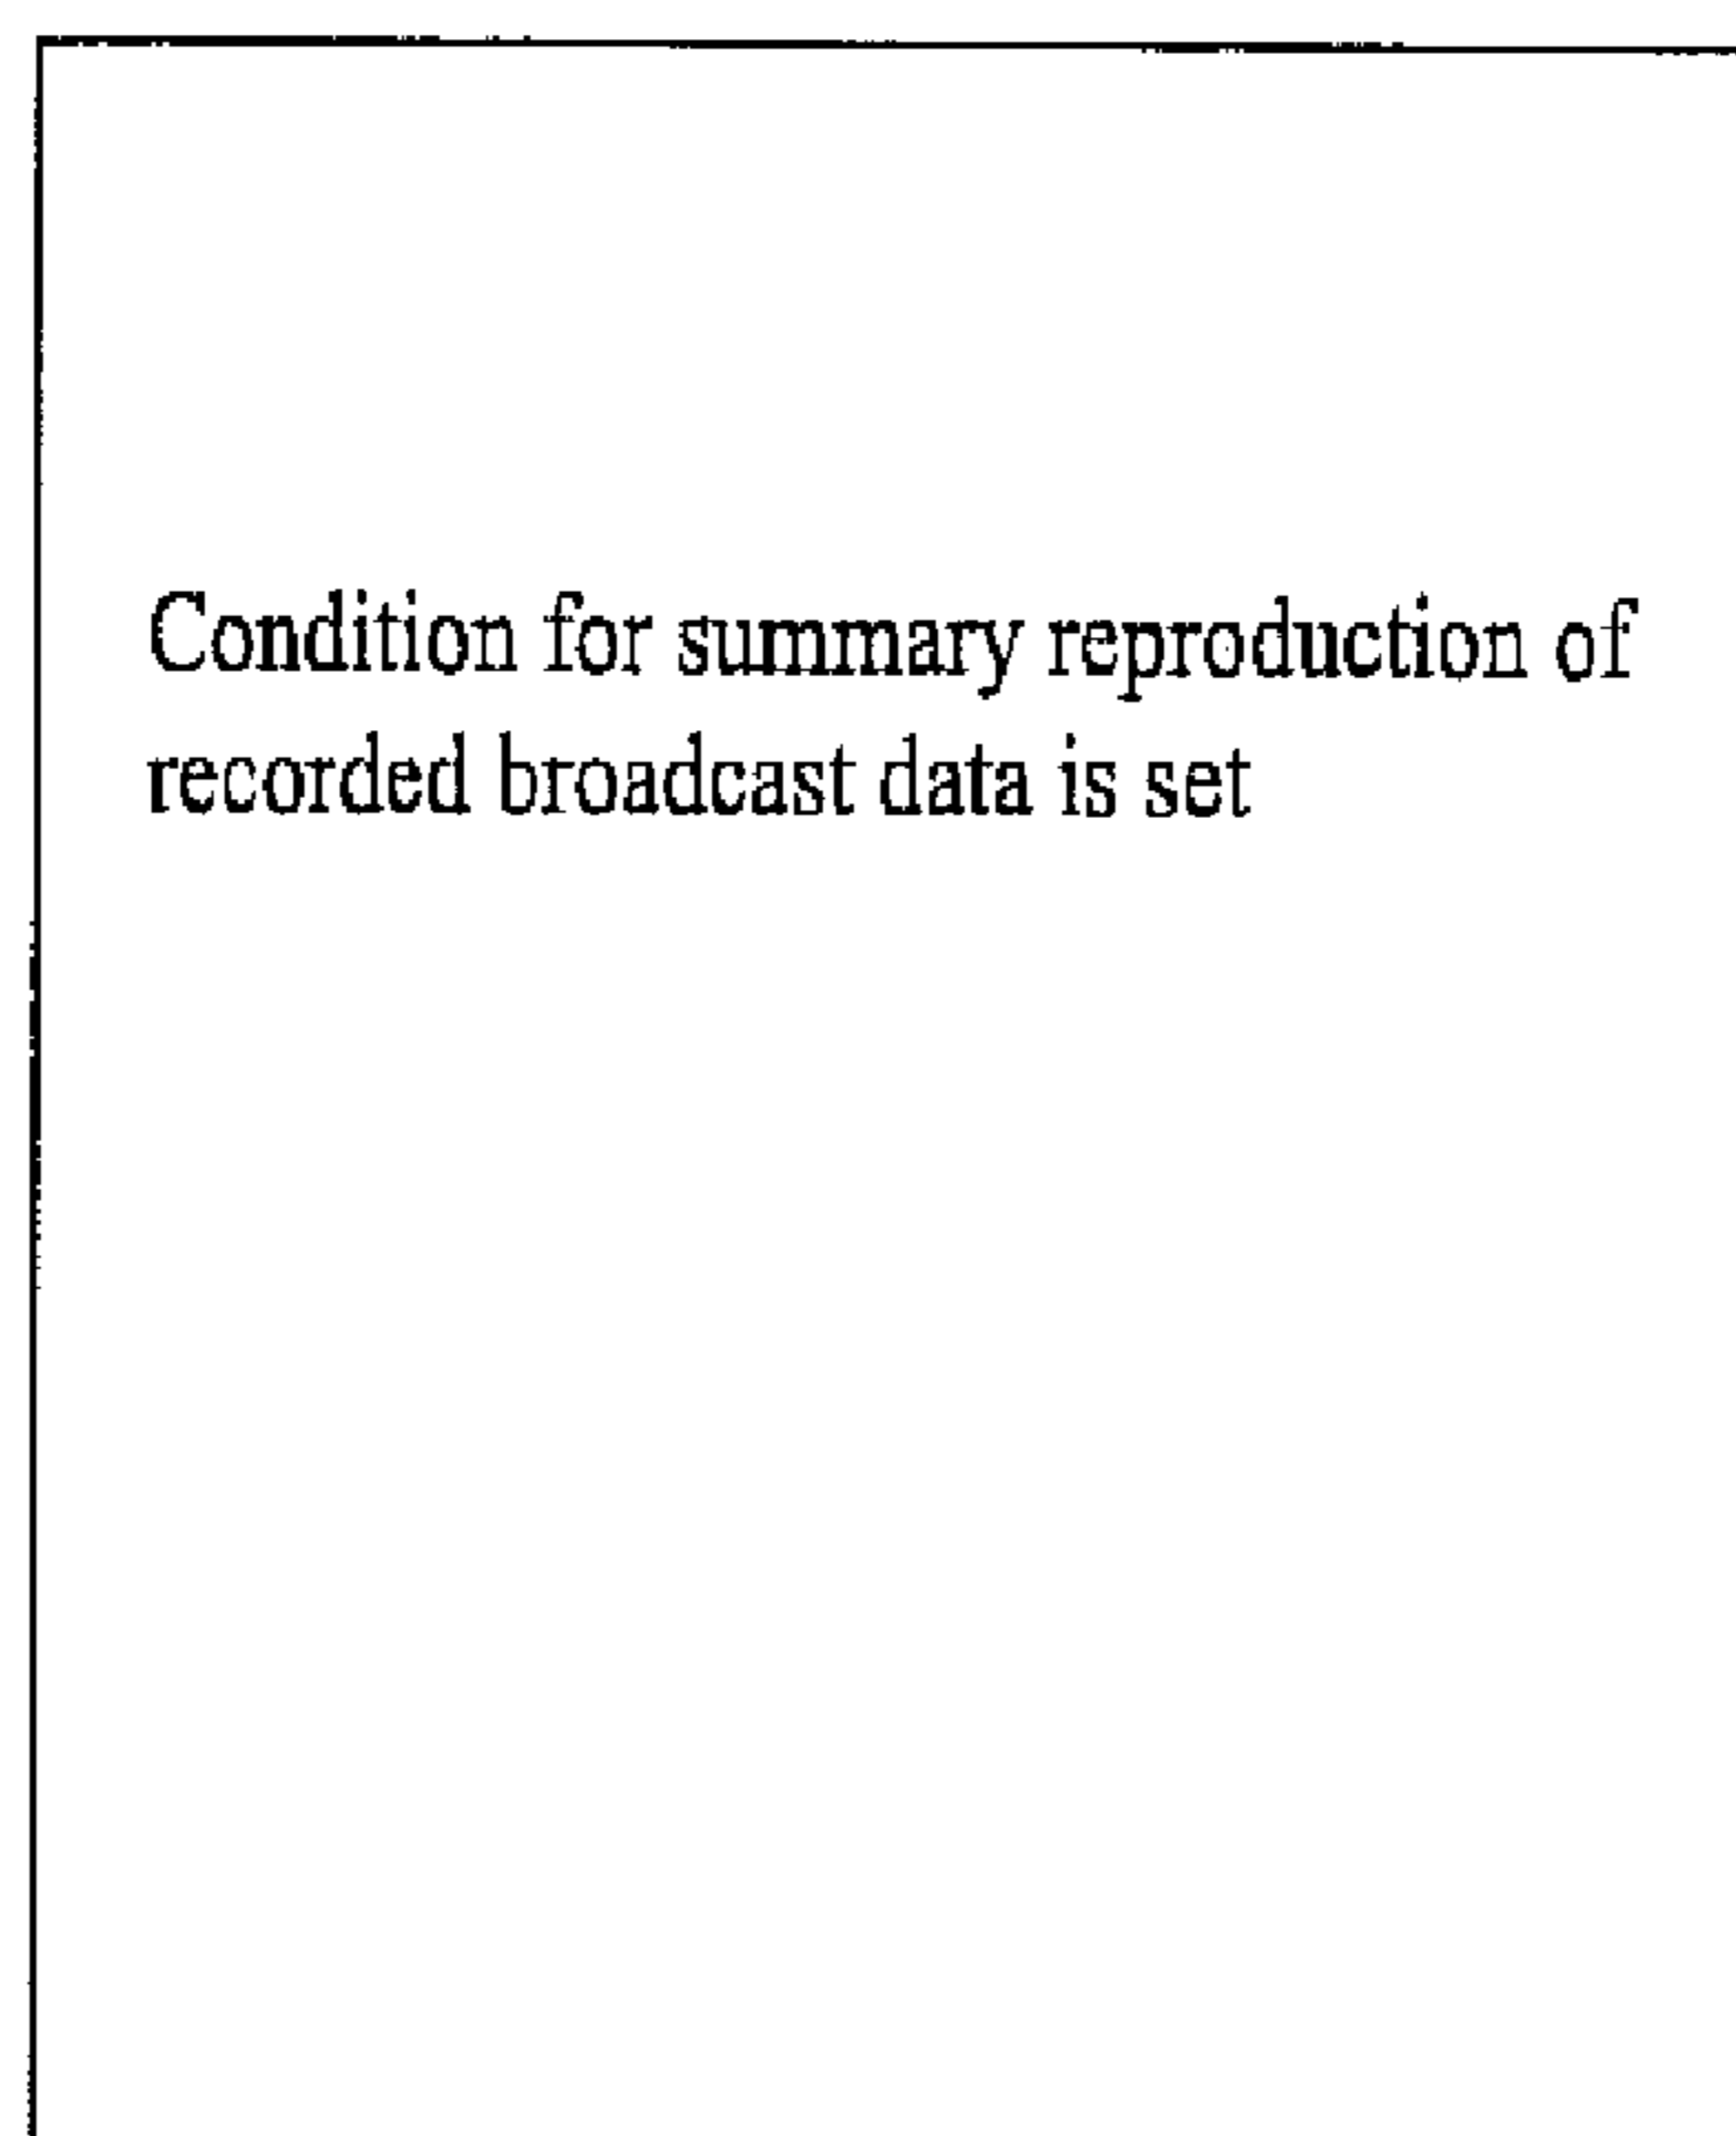 Condition for summary reproduction of
recorded broadcast data is set